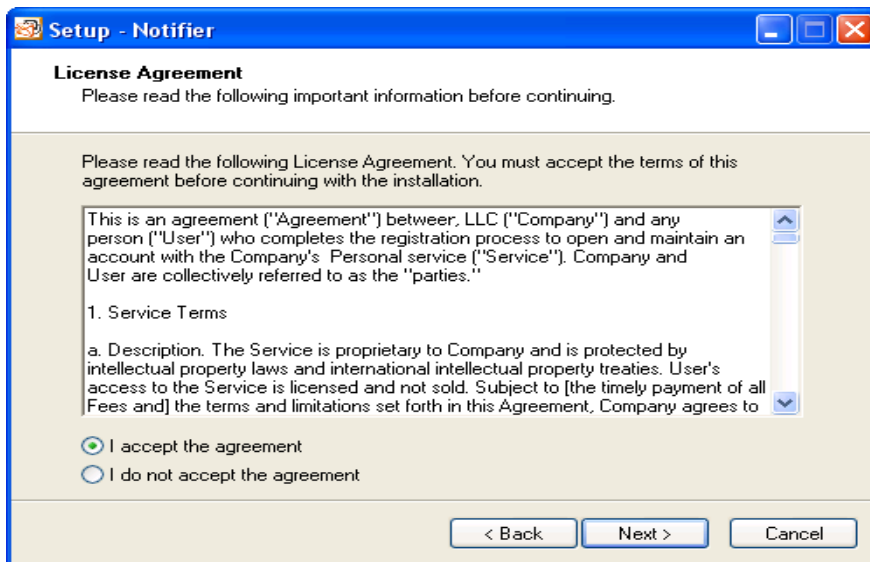 Setup - Notifier
License Agreement
Please read the following important information before continuing.
Please read the following License Agreement. You must accept the terms of this
agreement before continuing with the installation.
This is an agreement ("Agreement") betweer, LLC ("Company") and any
person ("User") who completes the registration process to open and maintain an
account with the Company's  Personal service ("Service"). Company and
User are collectively referred to as the "parties."
1. Service Terms
a. Description. The Service is proprietary to Company and is protected by
intellectual property laws and international intellectual property treaties. User's
access to the Service is licensed and not sold. Subject to [the timely payment of all
Fees and] the terms and limitations set forth in this Agreement, Company agrees to
I accept the agreement
I do not accept the agreement
< Back Next > Cancel